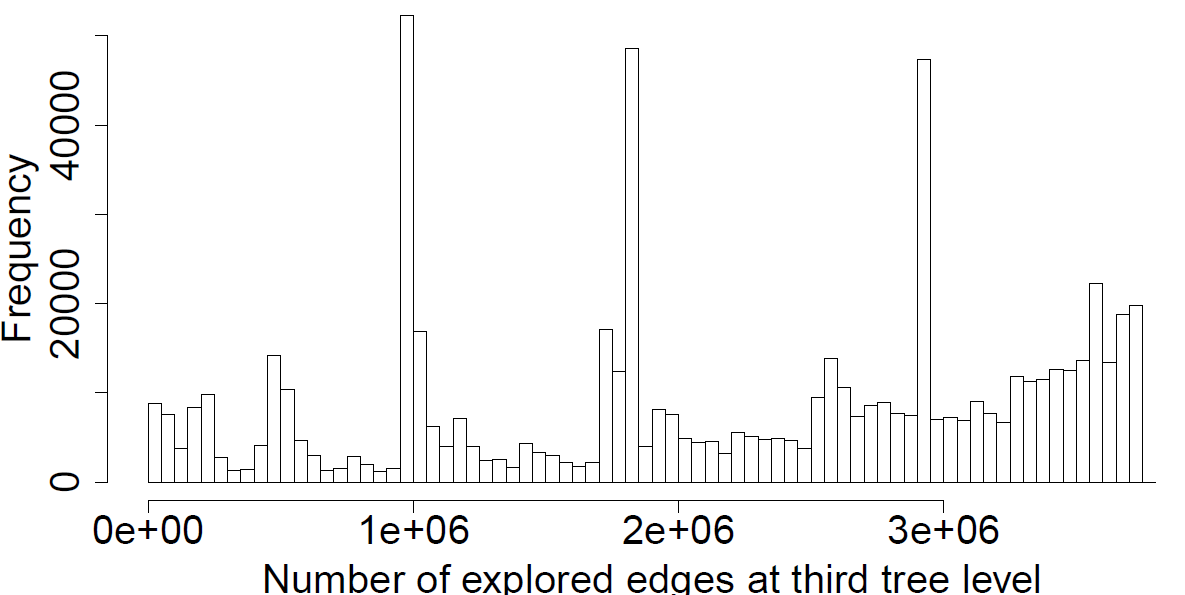 Frequency
40000
20000
0
0e+00 1e+06 2e+06 3e+06
Number of explored edges at third tree level